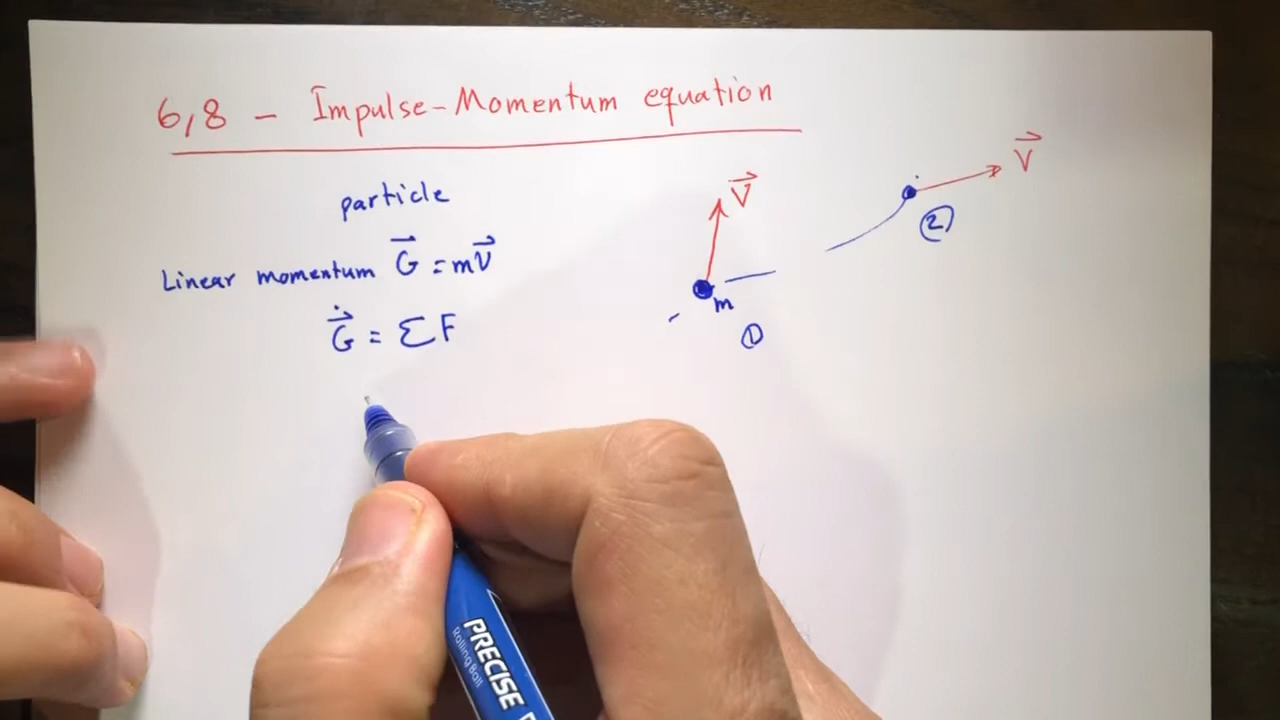 6,8 - Impulse-Momentum equation
particle
Linear momentum G⃗ = mV⃗
Ġ⃗ = ΣF
V⃗
m
①
V⃗
②
PRECISE
Rolling Ball